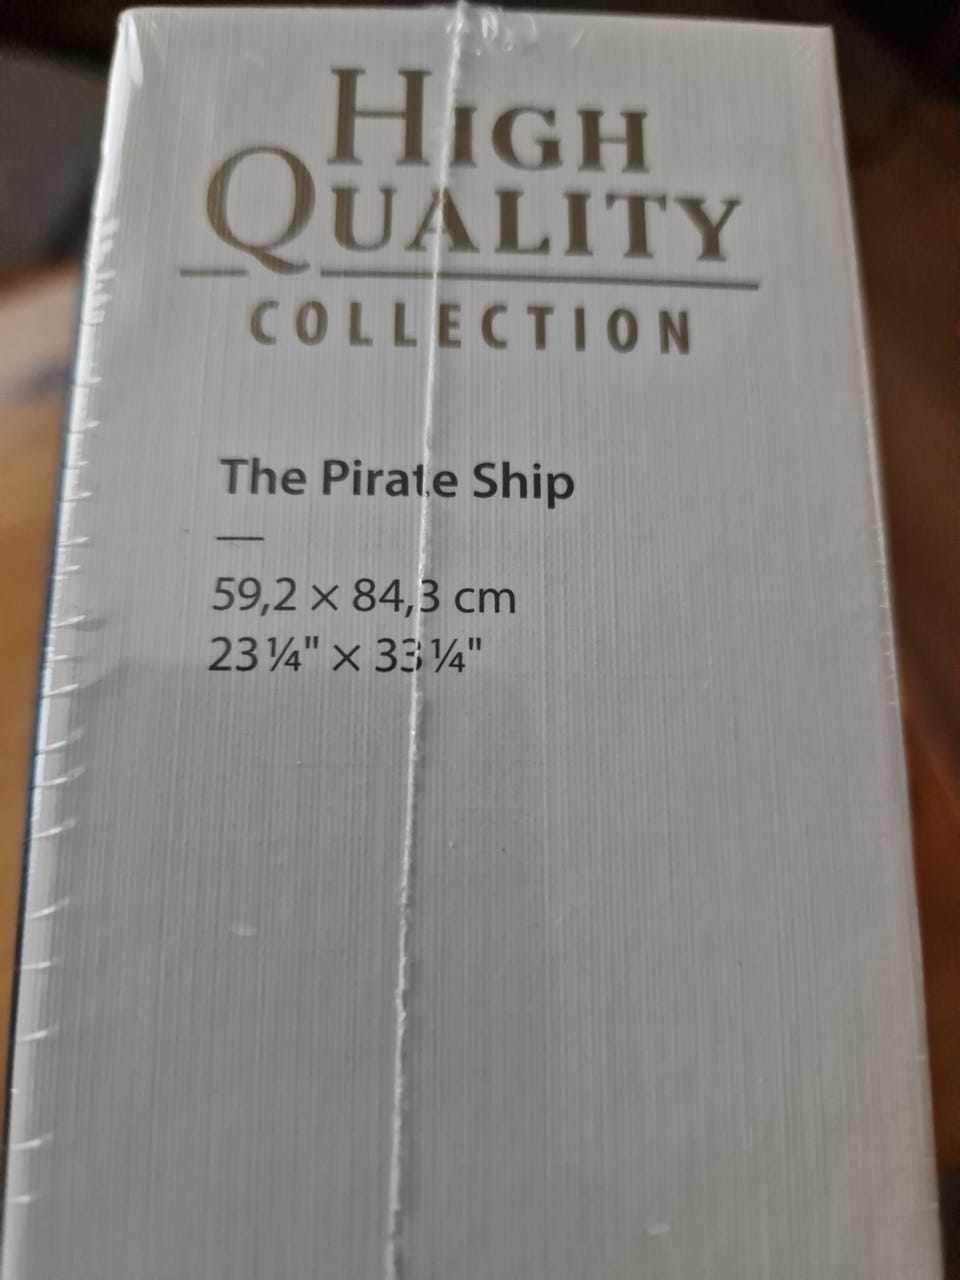 HIGH
QUALITY
COLLECTION
The Pirate Ship
59,2 × 84,3 cm
23 ¼" × 33 ¼"